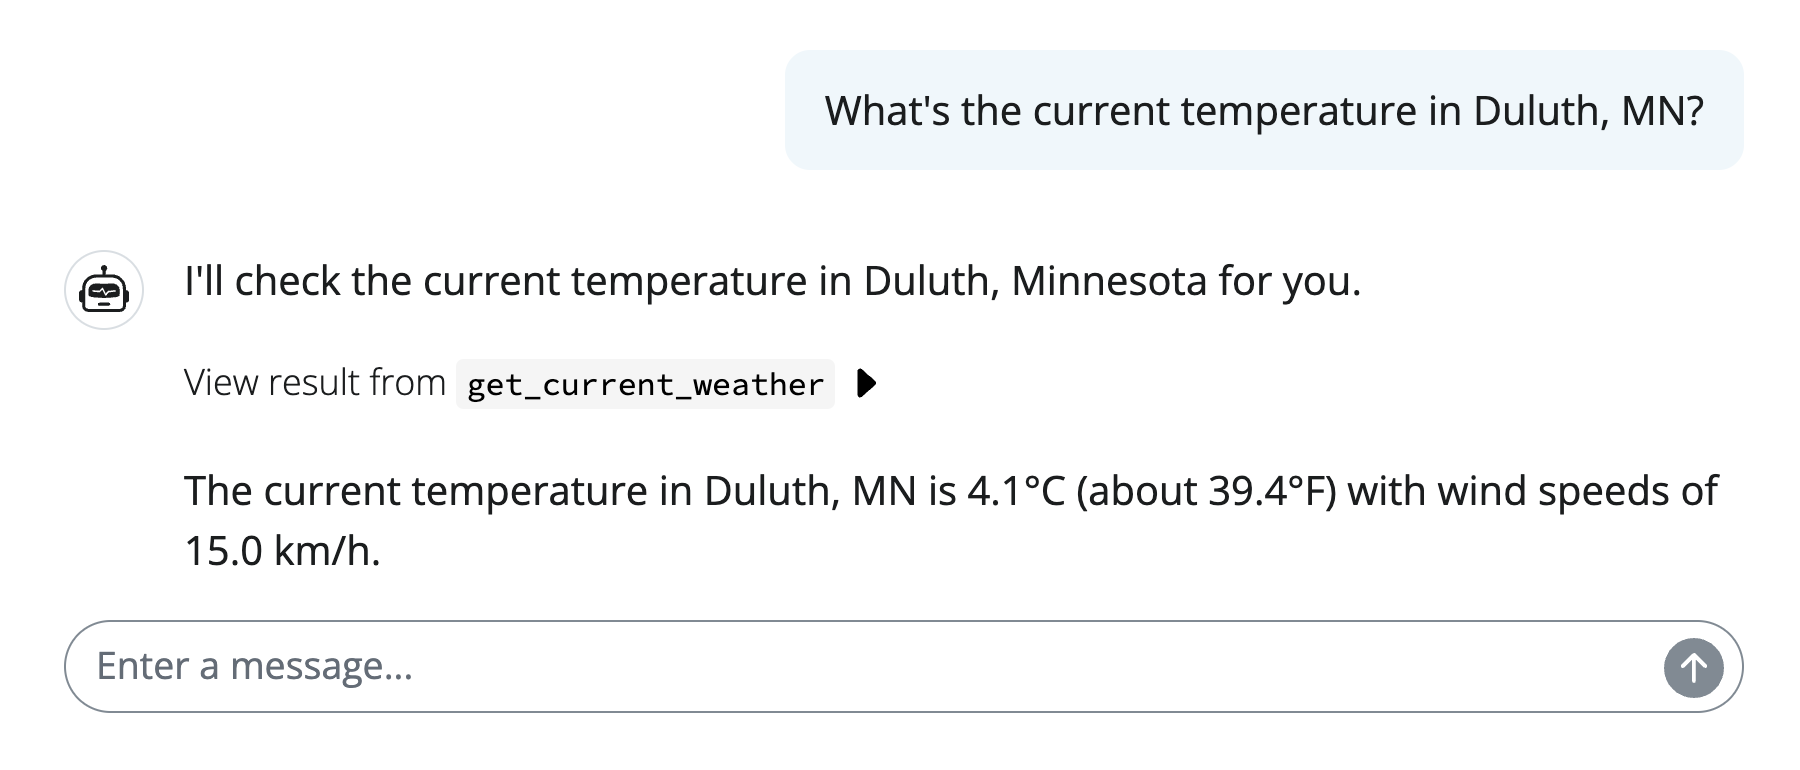 What's the current temperature in Duluth, MN?
I'll check the current temperature in Duluth, Minnesota for you.
View result from get_current_weather
The current temperature in Duluth, MN is 4.1°C (about 39.4°F) with wind speeds of
15.0 km/h.
Enter a message...